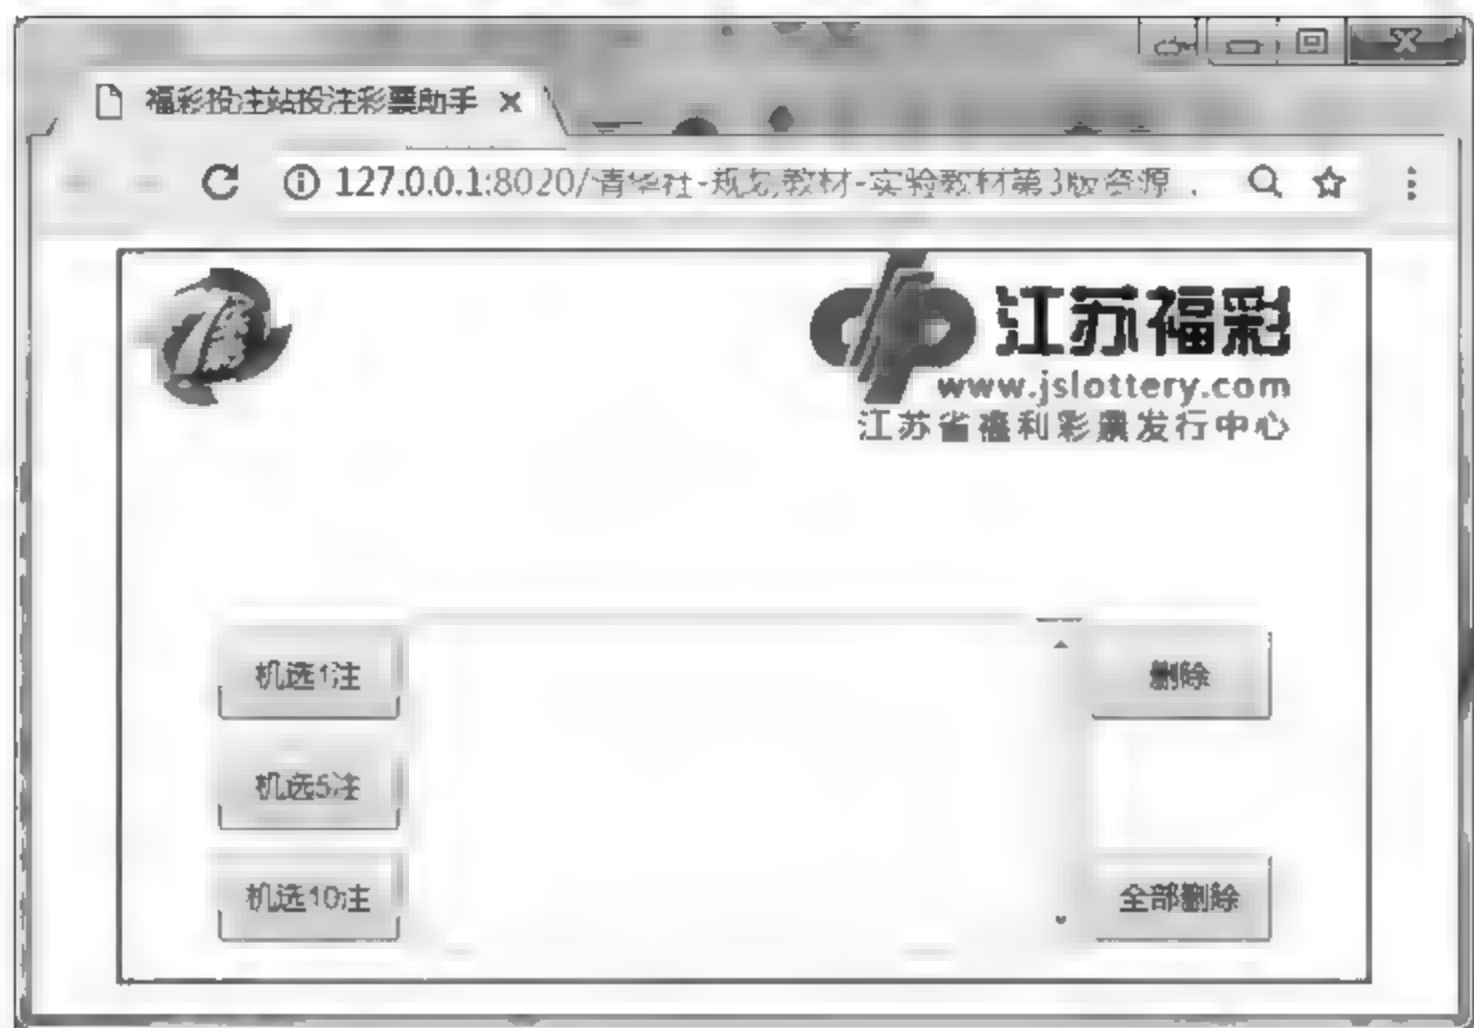 福彩投注站投注彩票助手
127.0.0.1:8020/清华社-规划教材-实验教材第3版资源
江苏福彩
www.jslottery.com
江苏省福利彩票发行中心
机选1注
删除
机选5注
机选10注
全部删除